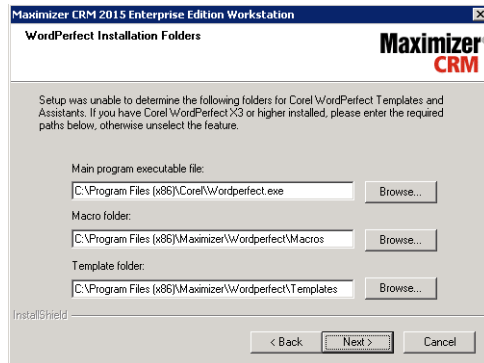 Maximizer CRM 2015 Enterprise Edition Workstation
WordPerfect Installation Folders
Maximizer
CRM
Setup was unable to determine the following folders for Corel WordPerfect Templates and
Assistants. If you have Corel WordPerfect X3 or higher installed, please enter the required
paths below, otherwise unselect the feature.
Main program executable file:
C:\Program Files (x86)\Corel\Wordperfect.exe
Browse...
Macro folder:
C:\Program Files (x86)\Maximizer\Wordperfect\Macros
Browse...
Template folder:
C:\Program Files (x86)\Maximizer\Wordperfect\Templates
Browse...
InstallShield
< Back
Next >
Cancel